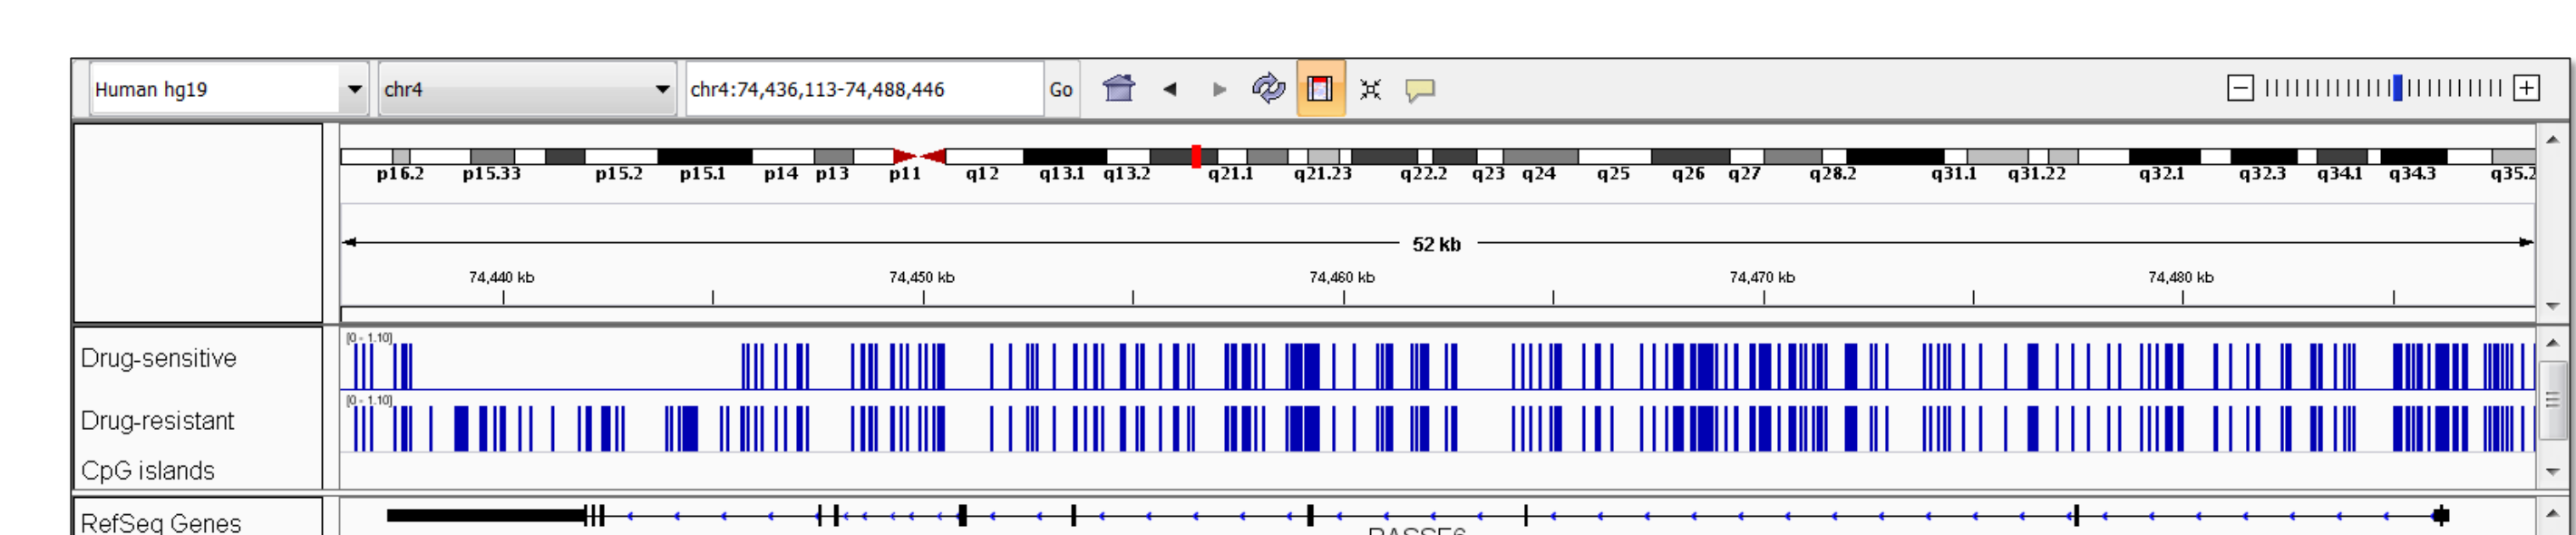 Human hg19 chr4 chr4:74,436,113-74,488,446 Go
p16.2 p15.33 p15.2 p15.1 p14 p13 p11 q12 q13.1 q13.2 q21.1 q21.23 q22.2 q23 q24 q25 q26 q27 q28.2 q31.1 q31.22 q32.1 q32.3 q34.1 q34.3 q35.2
52 kb
74,440 kb 74,450 kb 74,460 kb 74,470 kb 74,480 kb
[0 - 1.10]
Drug-sensitive
[0 - 1.10]
Drug-resistant
CpG islands
RefSeq Genes
RASSF6